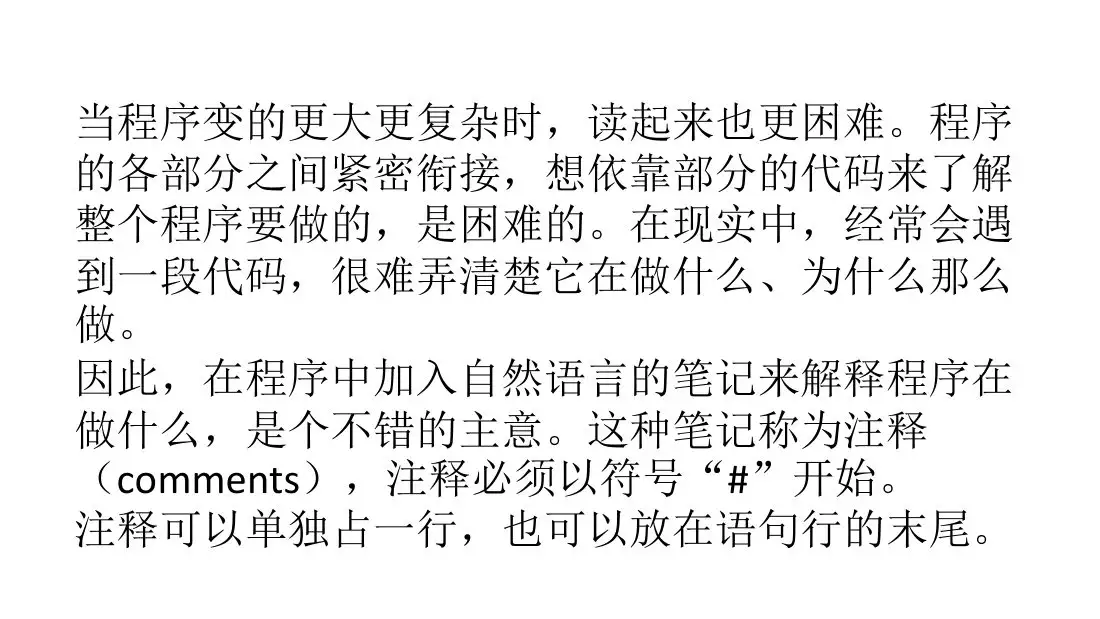 当程序变的更大更复杂时，读起来也更困难。程序
的各部分之间紧密衔接，想依靠部分的代码来了解
整个程序要做的，是困难的。在现实中，经常会遇
到一段代码，很难弄清楚它在做什么、为什么那么
做。
因此，在程序中加入自然语言的笔记来解释程序在
做什么，是个不错的主意。这种笔记称为注释
（comments），注释必须以符号“#”开始。
注释可以单独占一行，也可以放在语句行的末尾。